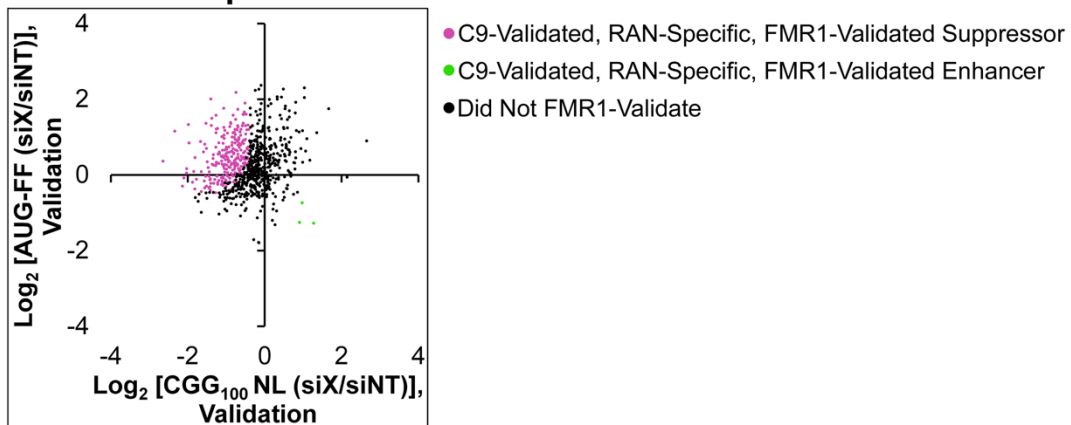 4
2
0
-2
-4
-4 -2 0 2 4
Log₂ [AUG-FF (siX/siNT)],
Validation
Log₂ [CGG₁₀₀ NL (siX/siNT)],
Validation
C9-Validated, RAN-Specific, FMR1-Validated Suppressor
C9-Validated, RAN-Specific, FMR1-Validated Enhancer
Did Not FMR1-Validate